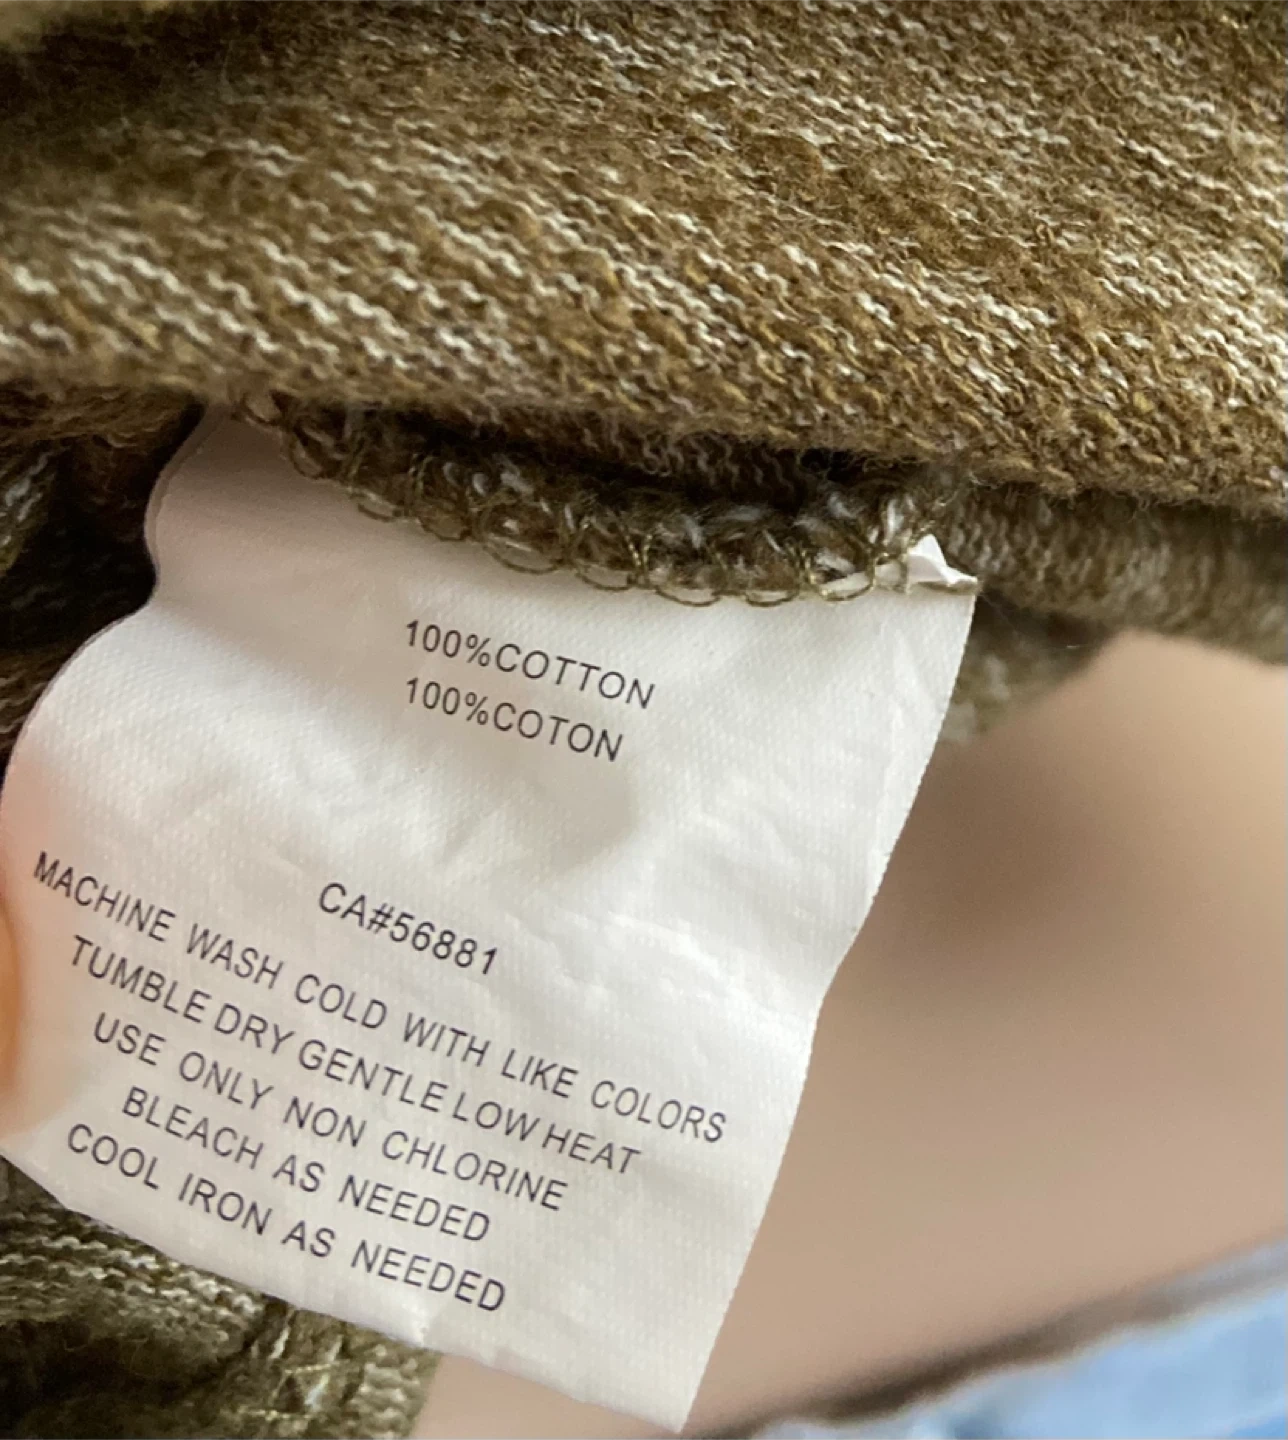 100%COTTON
100%COTON
CA#56881
MACHINE WASH COLD WITH LIKE COLORS
TUMBLE DRY GENTLE LOW HEAT
USE ONLY NON CHLORINE
BLEACH AS NEEDED
COOL IRON AS NEEDED